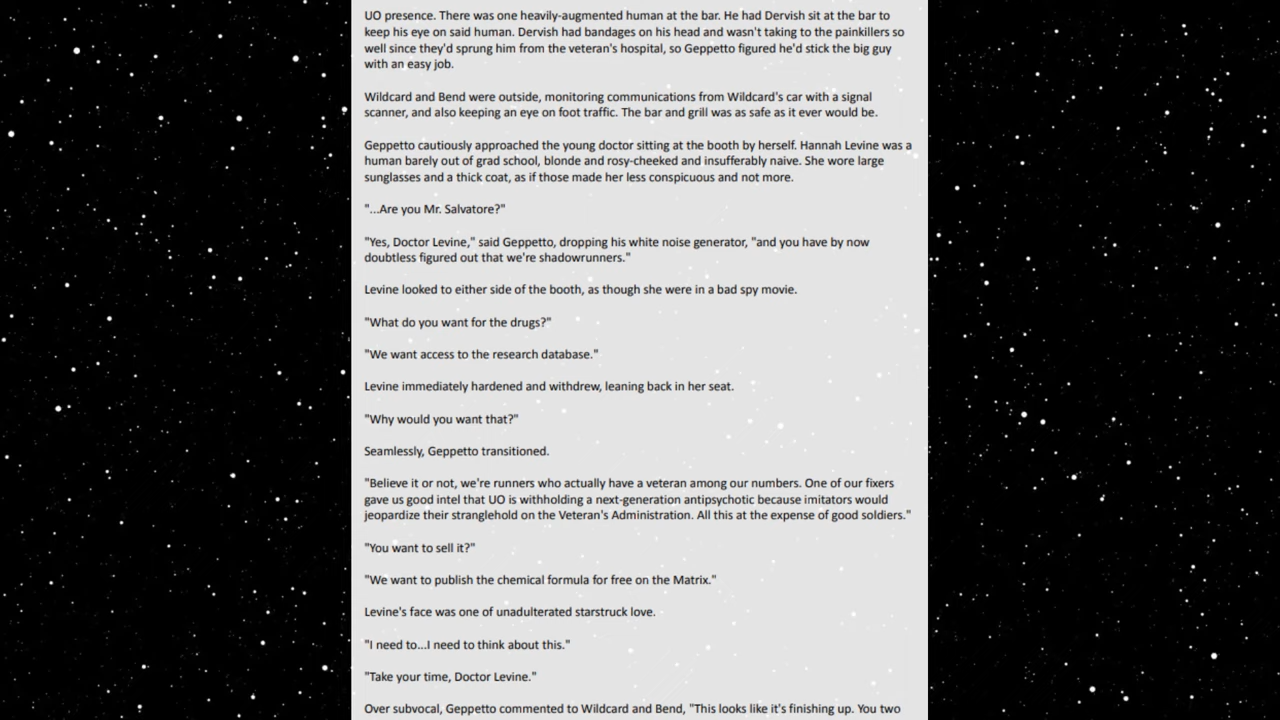 UO presence. There was one heavily-augmented human at the bar. He had Dervish sit at the bar to
keep his eye on said human. Dervish had bandages on his head and wasn't taking to the painkillers so
well since they'd sprung him from the veteran's hospital, so Geppetto figured he'd stick the big guy
with an easy job.
Wildcard and Bend were outside, monitoring communications from Wildcard's car with a signal
scanner, and also keeping an eye on foot traffic. The bar and grill was as safe as it ever would be.
Geppetto cautiously approached the young doctor sitting at the booth by herself. Hannah Levine was a
human barely out of grad school, blonde and rosy-cheeked and insufferably naive. She wore large
sunglasses and a thick coat, as if those made her less conspicuous and not more.
"...Are you Mr. Salvatore?"
"Yes, Doctor Levine," said Geppetto, dropping his white noise generator, "and you have by now
doubtless figured out that we're shadowrunners."
Levine looked to either side of the booth, as though she were in a bad spy movie.
"What do you want for the drugs?"
"We want access to the research database."
Levine immediately hardened and withdrew, leaning back in her seat.
"Why would you want that?"
Seamlessly, Geppetto transitioned.
"Believe it or not, we're runners who actually have a veteran among our numbers. One of our fixers
gave us good intel that UO is withholding a next-generation antipsychotic because imitators would
jeopardize their stranglehold on the Veteran's Administration. All this at the expense of good soldiers."
"You want to sell it?"
"We want to publish the chemical formula for free on the Matrix."
Levine's face was one of unadulterated starstruck love.
"I need to...I need to think about this."
"Take your time, Doctor Levine."
Over subvocal, Geppetto commented to Wildcard and Bend, "This looks like it's finishing up. You two